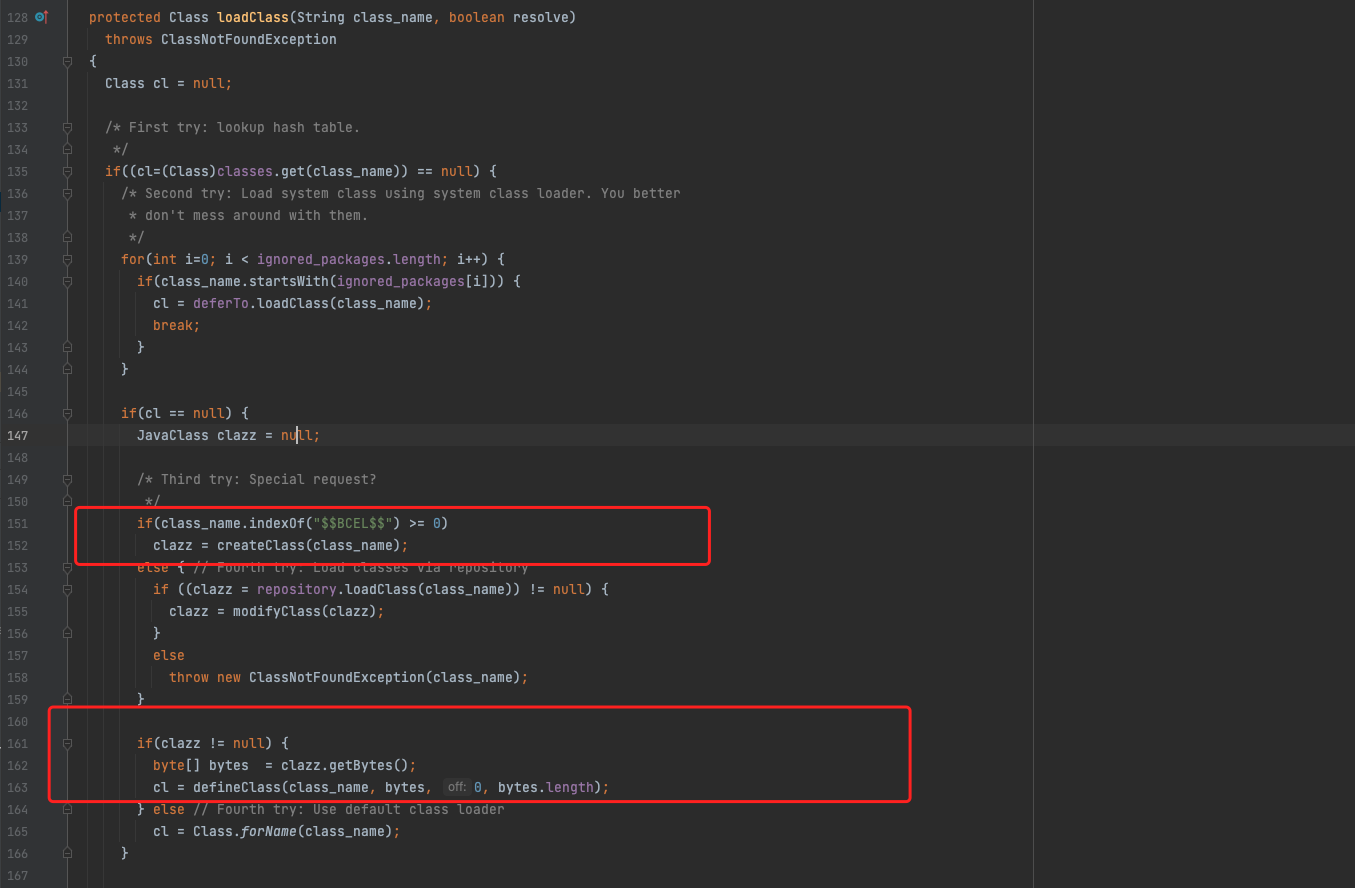 128 protected Class loadClass(String class_name, boolean resolve)
129 throws ClassNotFoundException
130 {
131 Class cl = null;
132
133 /* First try: lookup hash table.
134 */
135 if((cl=(Class)classes.get(class_name)) == null) {
136 /* Second try: Load system class using system class loader. You better
137 * don't mess around with them.
138 */
139 for(int i=0; i < ignored_packages.length; i++) {
140 if(class_name.startsWith(ignored_packages[i])) {
141 cl = deferTo.loadClass(class_name);
142 break;
143 }
144 }
145
146 if(cl == null) {
147 JavaClass clazz = null;
148
149 /* Third try: Special request?
150 */
151 if(class_name.indexOf("$$BCEL$$") >= 0)
152 clazz = createClass(class_name);
153 else { // Fourth try: Load classes via repository
154 if ((clazz = repository.loadClass(class_name)) != null) {
155 clazz = modifyClass(clazz);
156 }
157 else
158 throw new ClassNotFoundException(class_name);
159 }
160
161 if(clazz != null) {
162 byte[] bytes  = clazz.getBytes();
163 cl = defineClass(class_name, bytes, off: 0, bytes.length);
164 } else // Fourth try: Use default class loader
165 cl = Class.forName(class_name);
166 }
167